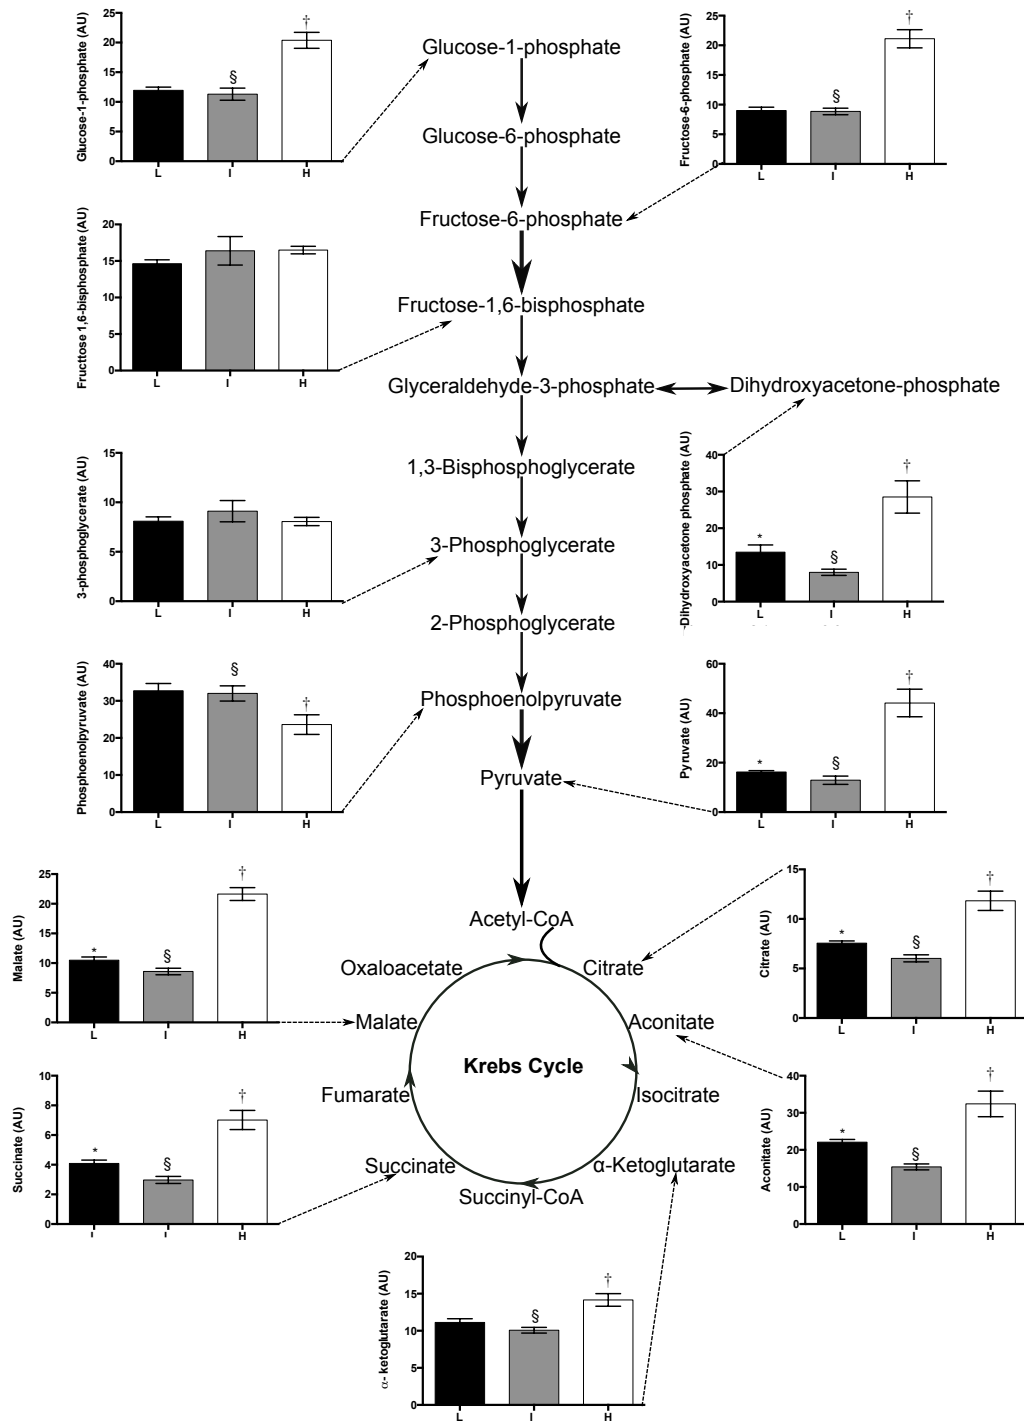 Glucose-1-phosphate (AU)
25
20
15
10
5
0
§
†
L I H
Glucose-1-phosphate
Fructose-6-phosphate (AU)
25
20
15
10
5
0
§
†
L I H
Glucose-6-phosphate
Fructose-6-phosphate
Fructtose 1,6-bisphosphate (AU)
20
15
10
5
0
L I H
Fructose-1,6-bisphosphate
Glyceraldehyde-3-phosphate
Dihydroxyacetone-phosphate
3-phosphoglycerate (AU)
15
10
5
0
L I H
1,3-Bisphosphoglycerate
Dihydroxyacetone phosphate (AU)
40
30
20
10
0
*
§
†
L I H
3-Phosphoglycerate
2-Phosphoglycerate
Phosphoenolpyruvate (AU)
40
30
20
10
0
§
†
L I H
Phosphoenolpyruvate
Pyruvate (AU)
60
40
20
0
*
§
†
L I H
Pyruvate
Malate (AU)
25
20
15
10
5
0
*
§
†
L I H
Acetyl-CoA
Citrate (AU)
15
10
5
0
*
§
†
L I H
Oxaloacetate
Citrate
Malate
Aconitate
Krebs Cycle
Fumarate
Isocitrate
Succinate
α-Ketoglutarate
Succinyl-CoA
Succinate (AU)
10
8
6
4
2
0
*
§
†
H
Aconitate (AU)
40
30
20
10
0
*
§
†
L I H
α- ketoglutarate (AU)
20
15
10
5
0
§
†
L I H